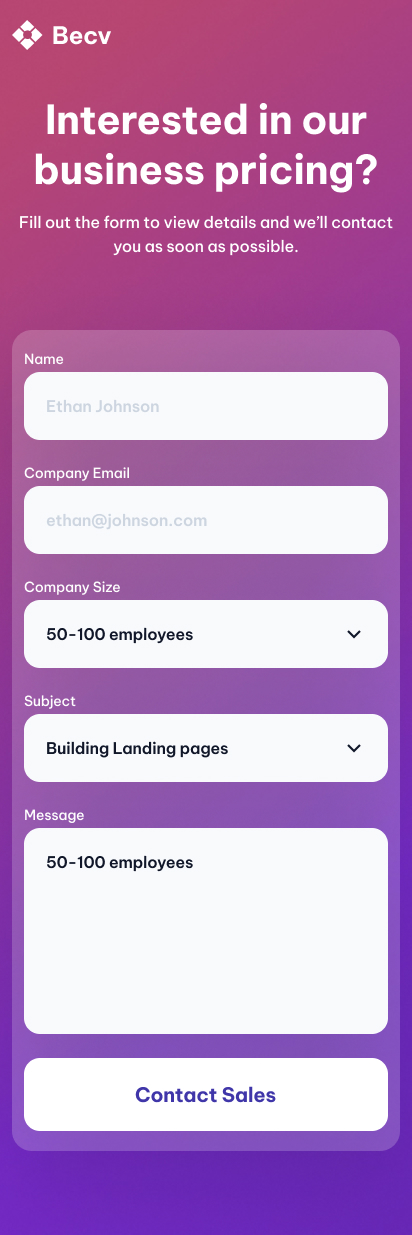 Becv
Interested in our
business pricing?
Fill out the form to view details and we’ll contact
you as soon as possible.
Name
Ethan Johnson
Company Email
ethan@johnson.com
Company Size
50-100 employees
Subject
Building Landing pages
Message
50-100 employees
Contact Sales